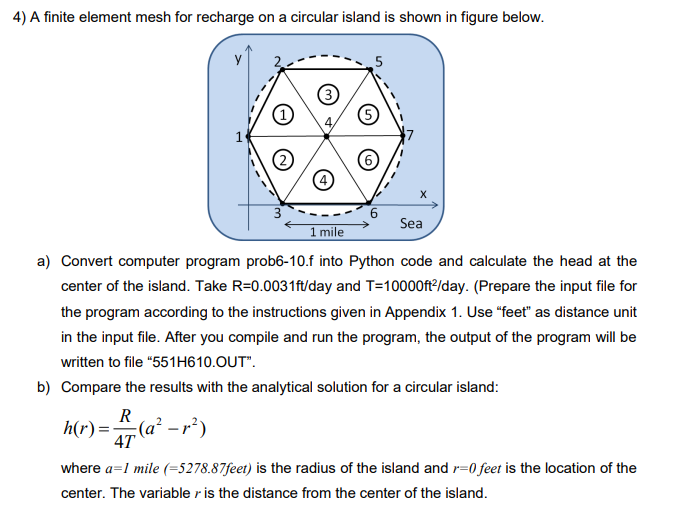 4) A finite element mesh for recharge on a circular island is shown in figure below.
y
2
5
3
1
5
4
1
7
2
6
4
x
3
6
Sea
1 mile
a) Convert computer program prob6-10.f into Python code and calculate the head at the
center of the island. Take R=0.0031ft/day and T=10000ft²/day. (Prepare the input file for
the program according to the instructions given in Appendix 1. Use “feet” as distance unit
in the input file. After you compile and run the program, the output of the program will be
written to file “551H610.OUT”.
b) Compare the results with the analytical solution for a circular island:
h(r) = R/4T (a² − r²)
where a=1 mile (=5278.87feet) is the radius of the island and r=0 feet is the location of the
center. The variable r is the distance from the center of the island.